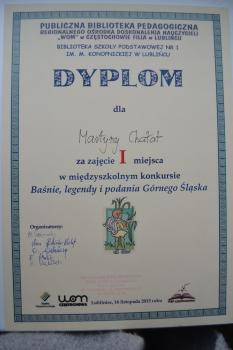 PUBLICZNA BIBLIOTEKA PEDAGOGICZNA
REGIONALNEGO OŚRODKA DOSKONALENIA NAUCZYCIELI
„WOM” W CZĘSTOCHOWIE FILIA W LUBLIŃCU
BIBLIOTEKA SZKOŁY PODSTAWOWEJ NR 1
IM. M. KONOPNICKIEJ W LUBLIŃCU
DYPLOM
dla
Martyny
za zajęcie I miejsca
w międzyszkolnym konkursie
Baśnie, legendy i podania Górnego Śląska
Organizatorzy:
WOM
CZĘSTOCHOWA
Lubliniec, 16 listopada 2015 roku